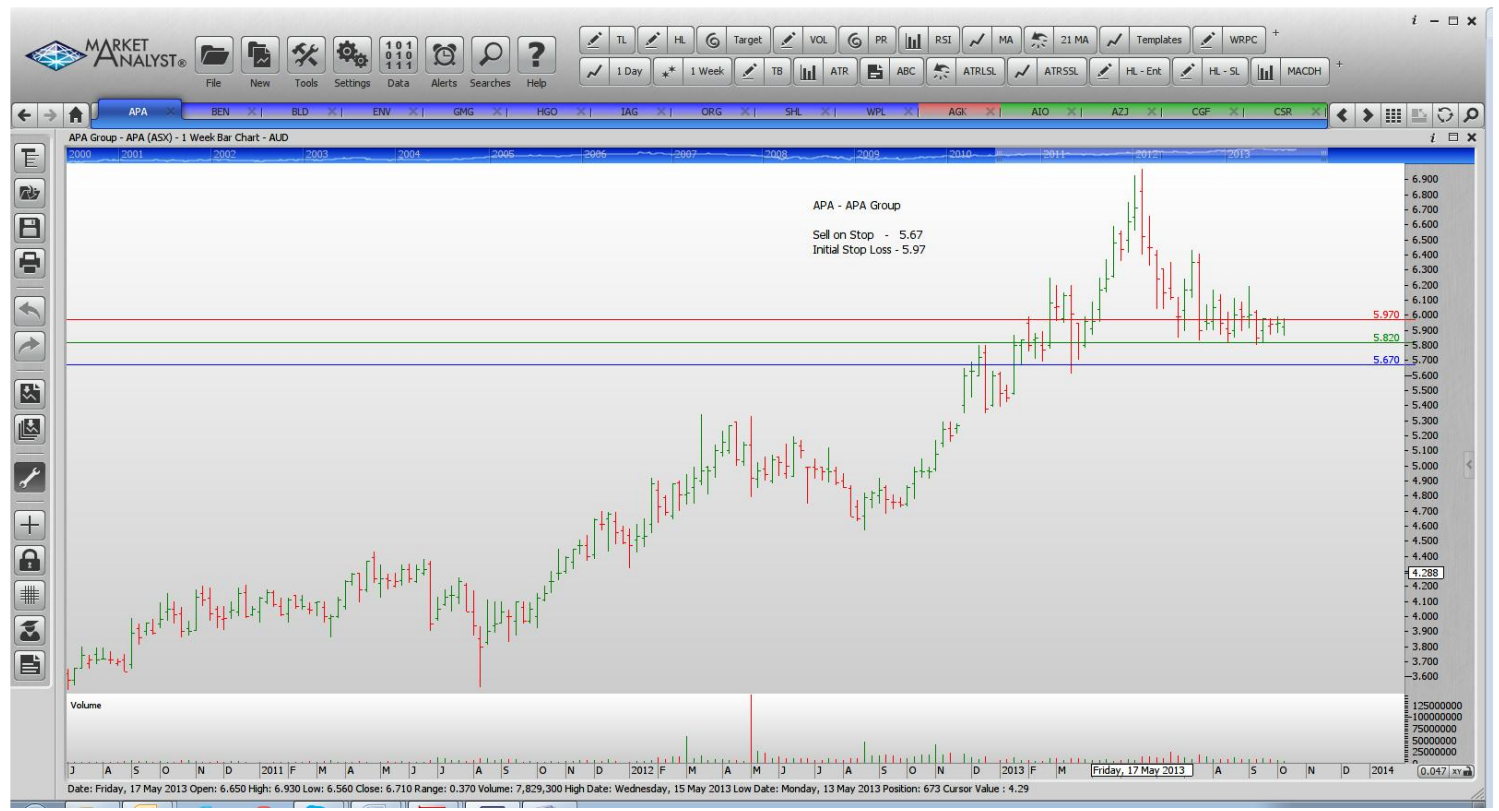 MARKET
ANALYST®
File
New
Tools
Settings
Data
Alerts
Searches
Help
TL
HL
Target
VOL
PR
RSI
MA
21 MA
Templates
WRPC
1 Day
1 Week
TB
ATR
ABC
ATRLSL
ATRSSL
HL - Ent
HL - SL
MACDH
APA
BEN
BLD
ENV
GMG
HGO
IAG
ORG
SHL
WPL
AGK
AIO
AZJ
CGF
CSR
APA Group - APA (ASX) - 1 Week Bar Chart - AUD
2000 2001 2002 2003 2004 2005 2006 2007 2008 2009 2010 2011 2012 2013
APA - APA Group
Sell on Stop - 5.67
Initial Stop Loss - 5.97
5.970
5.820
5.670
6.900
6.800
6.700
6.600
6.500
6.400
6.300
6.200
6.100
6.000
5.900
5.800
5.700
5.600
5.500
5.400
5.300
5.200
5.100
5.000
4.900
4.800
4.700
4.600
4.500
4.400
4.288
4.200
4.100
4.000
3.900
3.800
3.700
3.600
Volume
125000000
100000000
75000000
50000000
25000000
J A S O N D 2011 F M A M J J A S O N D 2012 F M A M J J A S O N D 2013 F M Friday, 17 May 2013 A S O N D 2014
0.047 XY
Date: Friday, 17 May 2013 Open: 6.650 High: 6.930 Low: 6.560 Close: 6.710 Range: 0.370 Volume: 7,829,300 High Date: Wednesday, 15 May 2013 Low Date: Monday, 13 May 2013 Position: 673 Cursor Value : 4.29